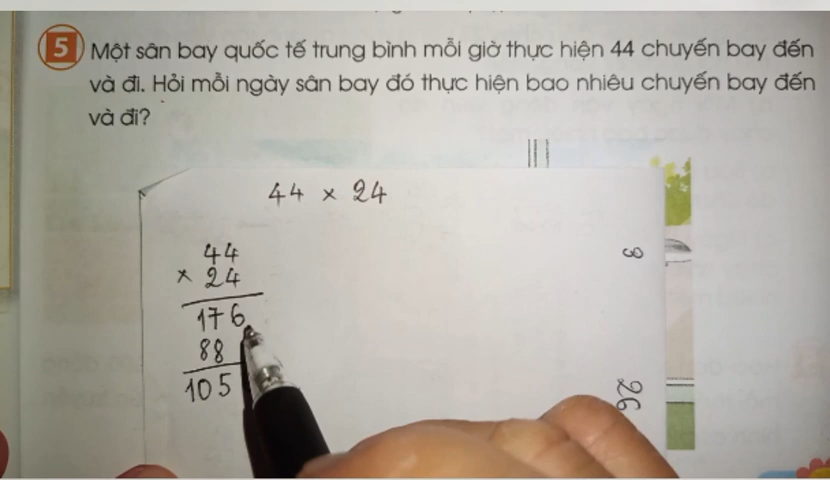 5 Một sân bay quốc tế trung bình mỗi giờ thực hiện 44 chuyến bay đến
và đi. Hỏi mỗi ngày sân bay đó thực hiện bao nhiêu chuyến bay đến
và đi?
44 x 24
44
x 24
176
88
105
8
26